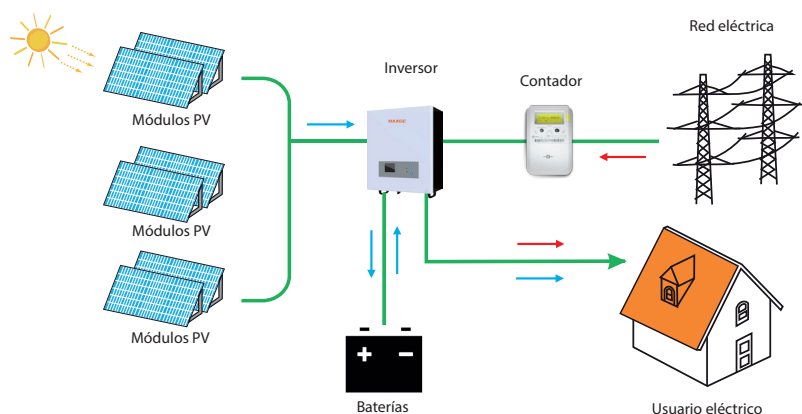 Red eléctrica
Inversor
Contador
Módulos PV
Módulos PV
Módulos PV
Baterías
Usuario eléctrico